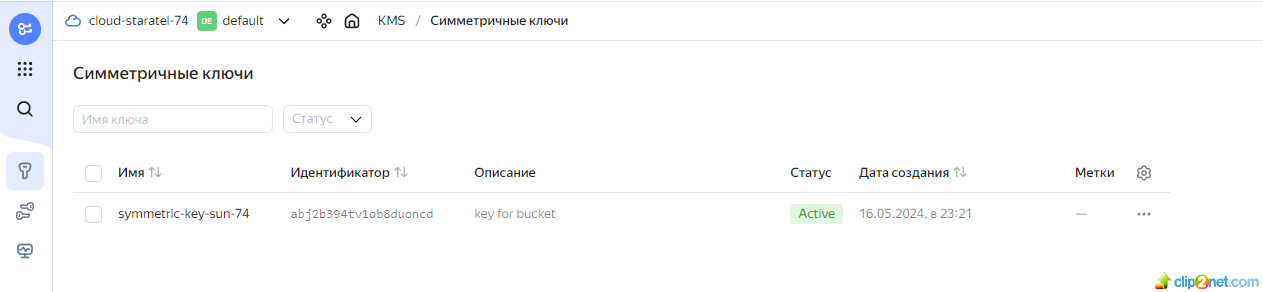 cloud-staratel-74 DE default KMS / Симметричные ключи
Симметричные ключи
Имя ключа Статус
Имя Идентификатор Описание Статус Дата создания Метки
symmetric-key-sun-74 abj2b394tv1ob8duoncd key for bucket Active 16.05.2024, в 23:21 —
clip2net.com